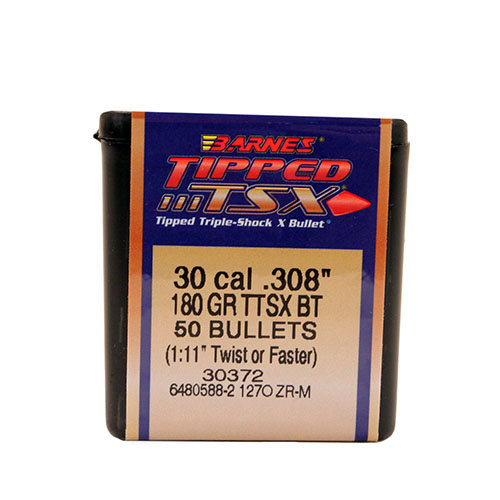 BARNES
TIPPED
TSX
Tipped Triple-Shock X Bullet®
30 cal .308"
180 GR TTSX BT
50 BULLETS
(1:11" Twist or Faster)
30372
6480588-2 127O ZR-M